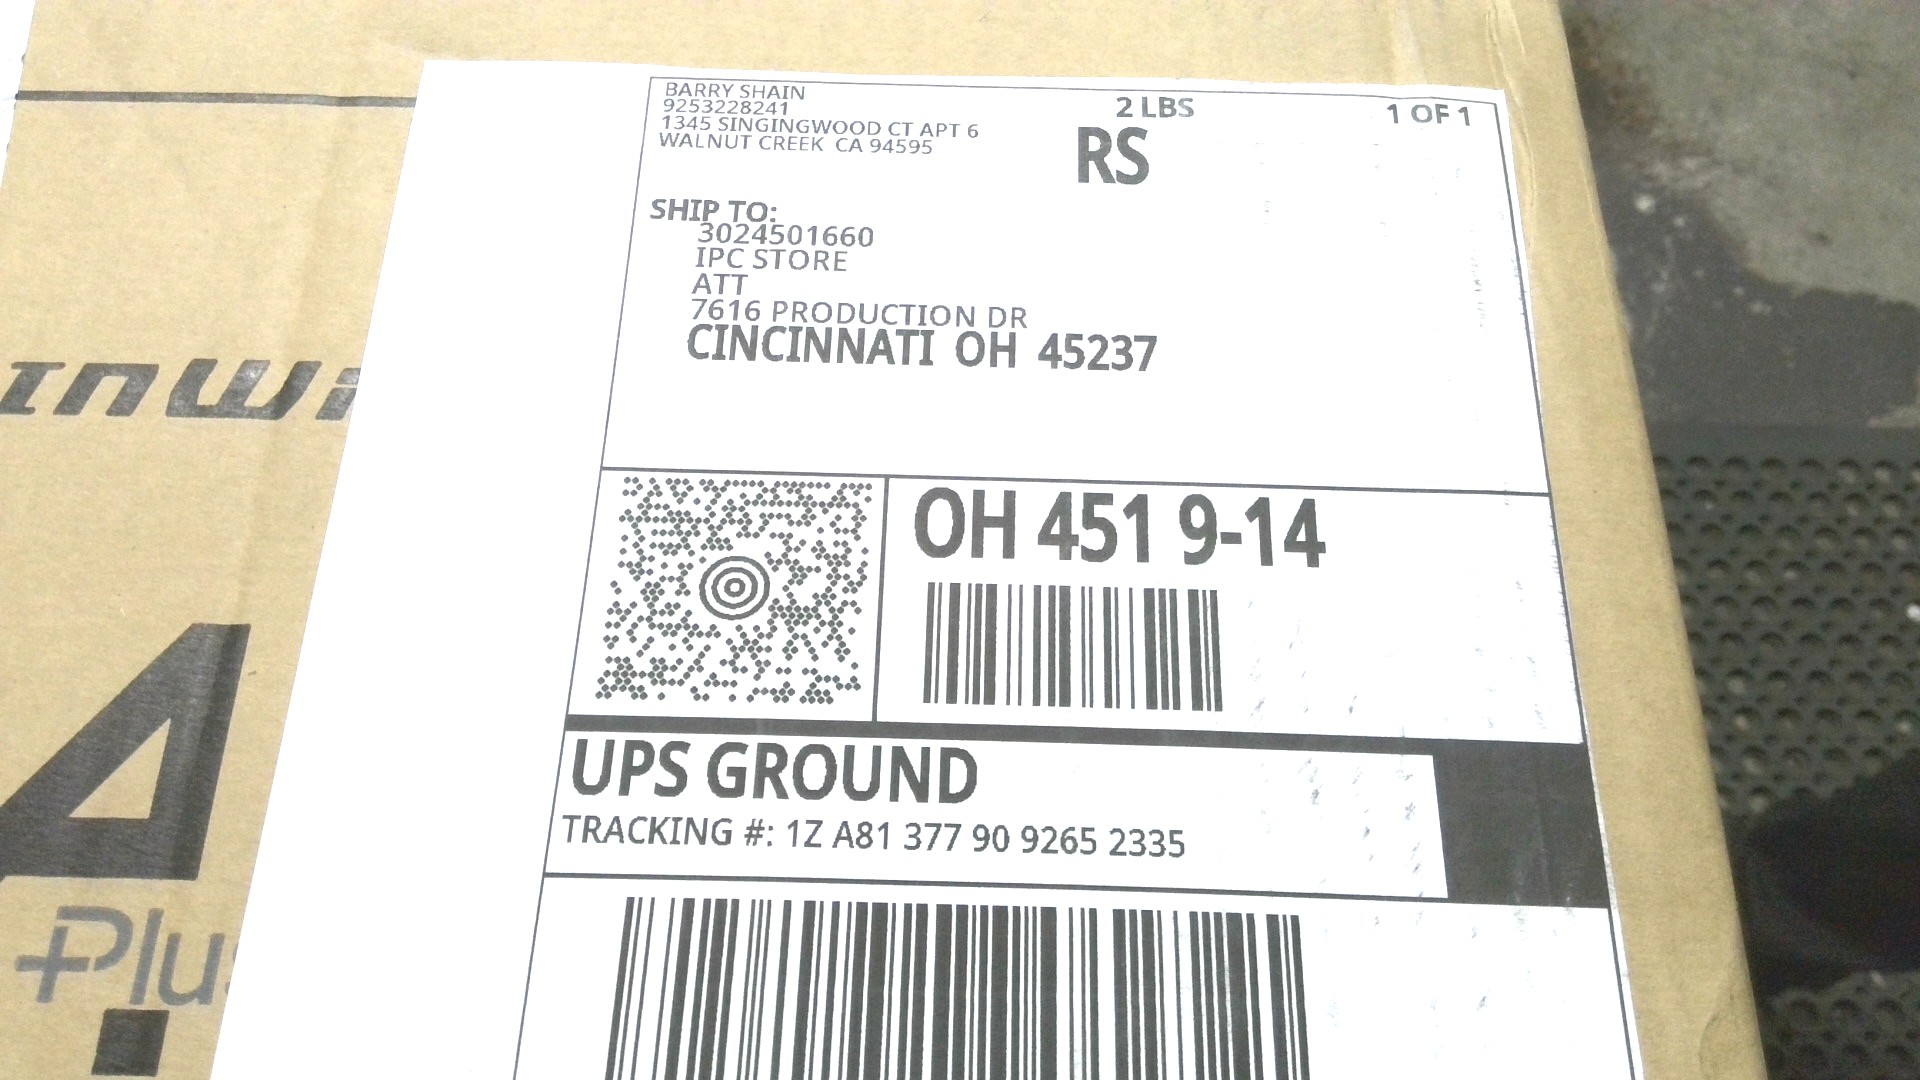 BARRY SHAIN
9253228241
1345 SINGINGWOOD CT APT 6
WALNUT CREEK CA 94595
2 LBS
1 OF 1
RS
SHIP TO:
3024501660
IPC STORE
ATT
7616 PRODUCTION DR
CINCINNATI OH 45237
OH 451 9-14
UPS GROUND
TRACKING #: 1Z A81 377 90 9265 2335
inwi
A
Plus